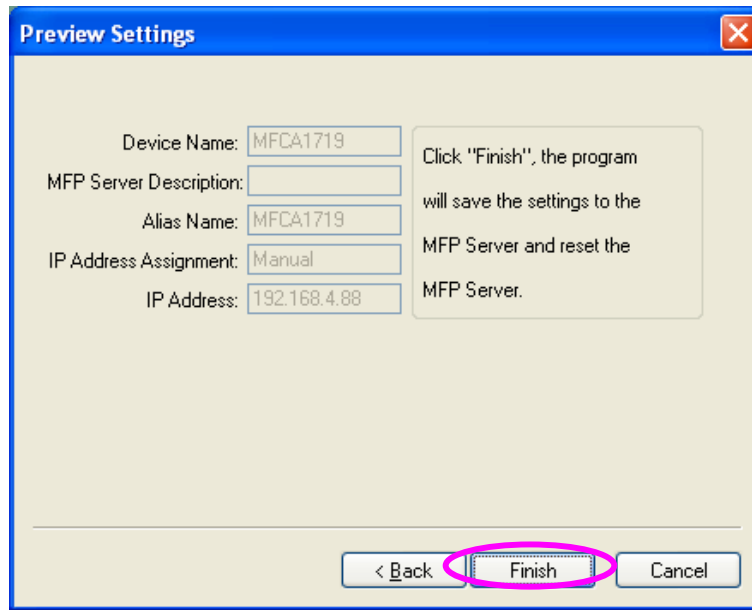 Preview Settings
Device Name: MFCA1719
MFP Server Description:
Alias Name: MFCA1719
IP Address Assignment: Manual
IP Address: 192.168.4.88
Click "Finish", the program
will save the settings to the
MFP Server and reset the
MFP Server.
< Back Finish Cancel